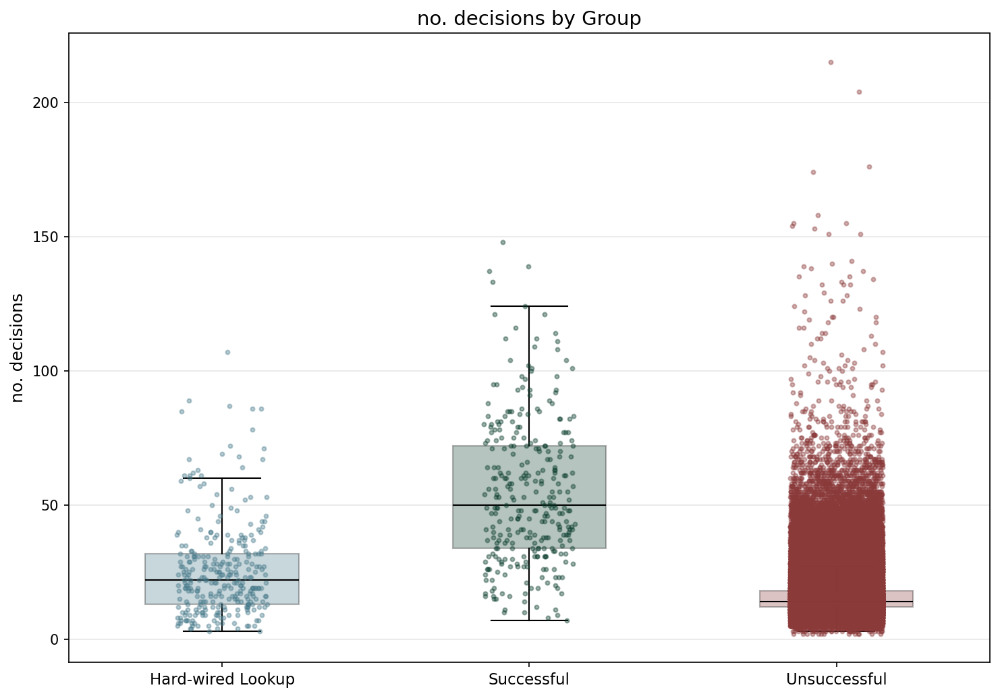 no. decisions by Group
no. decisions
200
150
100
50
0
Hard-wired Lookup
Successful
Unsuccessful